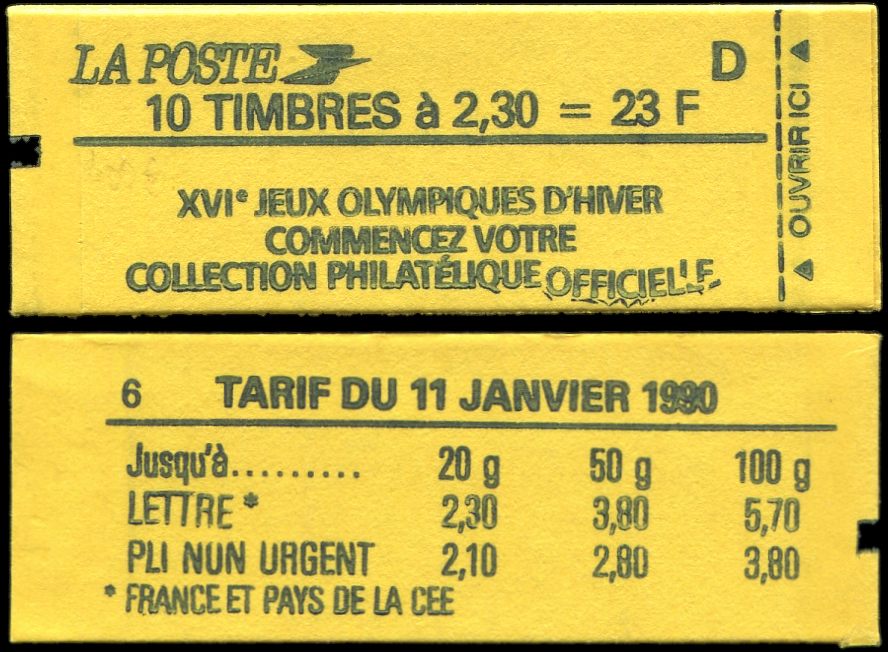 LA POSTE
D
10 TIMBRES à 2,30 = 23 F
XVIᵉ JEUX OLYMPIQUES D'HIVER
COMMENCEZ VOTRE
COLLECTION PHILATÉLIQUE OFFICIELLE
OUVRIR ICI
6 TARIF DU 11 JANVIER 1990
Jusqu'à......... 20 g 50 g 100 g
LETTRE * 2,30 3,80 5,70
PLI NUN URGENT 2,10 2,80 3,80
* FRANCE ET PAYS DE LA CEE